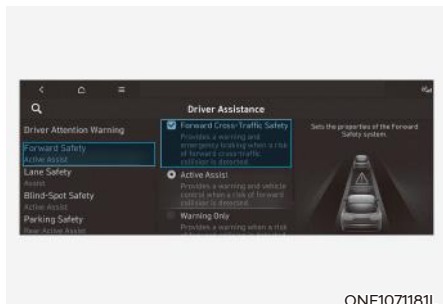 Driver Assistance
Driver Attention Warning
Forward Safety
Active Assist
Lane Safety
Assist
Blind-Spot Safety
Active Assist
Parking Safety
Rear Active Assist
Forward Cross-Traffic Safety
Provides a warning and
emergency braking when a risk
of forward cross-traffic
collision is detected.
Active Assist
Provides a warning and vehicle
control when a risk of forward
collision is detected.
Warning Only
Provides a warning when a risk
Sets the properties of the Forward
Safety system.
ONE1071181L